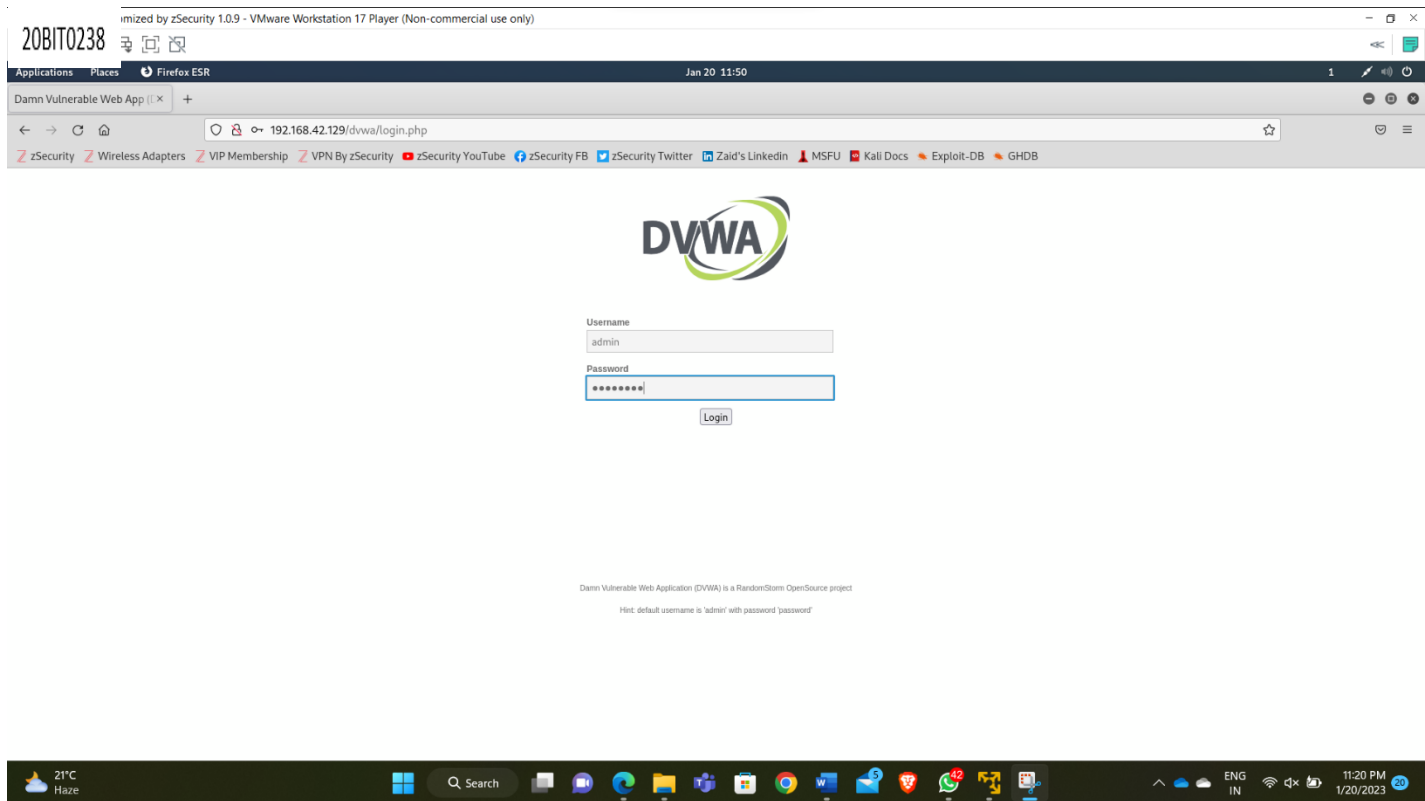 omized by zSecurity 1.0.9 - VMware Workstation 17 Player (Non-commercial use only)
20BIT0238
Applications Places Firefox ESR Jan 20 11:50 1
Damn Vulnerable Web App (D
192.168.42.129/dvwa/login.php
zSecurity Wireless Adapters VIP Membership VPN By zSecurity zSecurity YouTube zSecurity FB zSecurity Twitter Zaid's Linkedin MSFU Kali Docs Exploit-DB GHDB
DVWA
Username
admin
Password
Login
Damn Vulnerable Web Application (DVWA) is a RandomStorm OpenSource project
Hint: default username is 'admin' with password 'password'
21°C
Haze
Search
5
42
ENG
IN
11:20 PM
1/20/2023
20